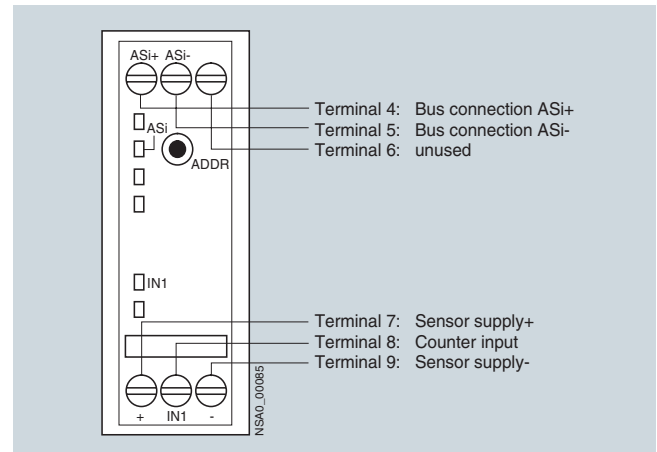 ASi+ ASi-
Terminal 4: Bus connection ASi+
Terminal 5: Bus connection ASi-
Terminal 6: unused
ASi
ADDR
IN1
Terminal 7: Sensor supply+
Terminal 8: Counter input
Terminal 9: Sensor supply-
+ IN1 -
NSA0_00085